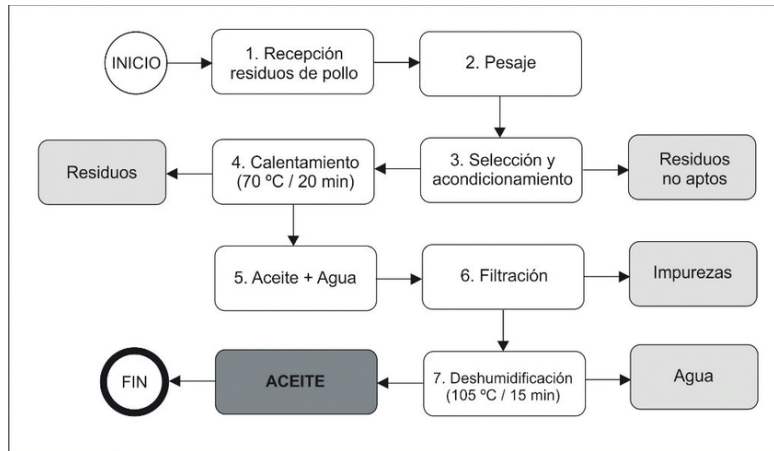 INICIO
1. Recepción
residuos de pollo
2. Pesaje
Residuos
4. Calentamiento
(70 ºC / 20 min)
3. Selección y
acondicionamiento
Residuos
no aptos
5. Aceite + Agua
6. Filtración
Impurezas
FIN
ACEITE
7. Deshumidificación
(105 ºC / 15 min)
Agua